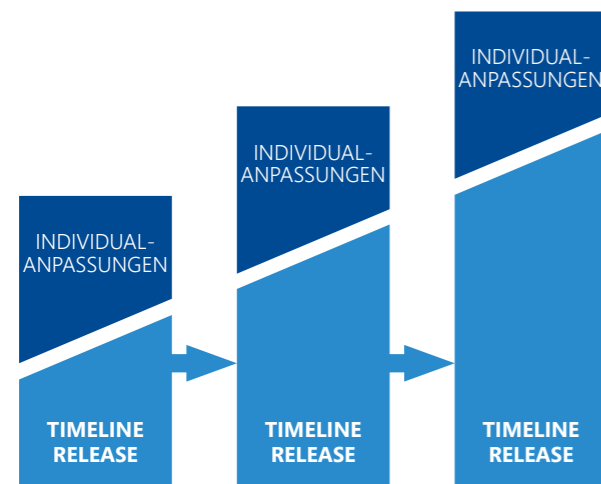 INDIVIDUAL-
ANPASSUNGEN
TIMELINE
RELEASE
INDIVIDUAL-
ANPASSUNGEN
TIMELINE
RELEASE
INDIVIDUAL-
ANPASSUNGEN
TIMELINE
RELEASE